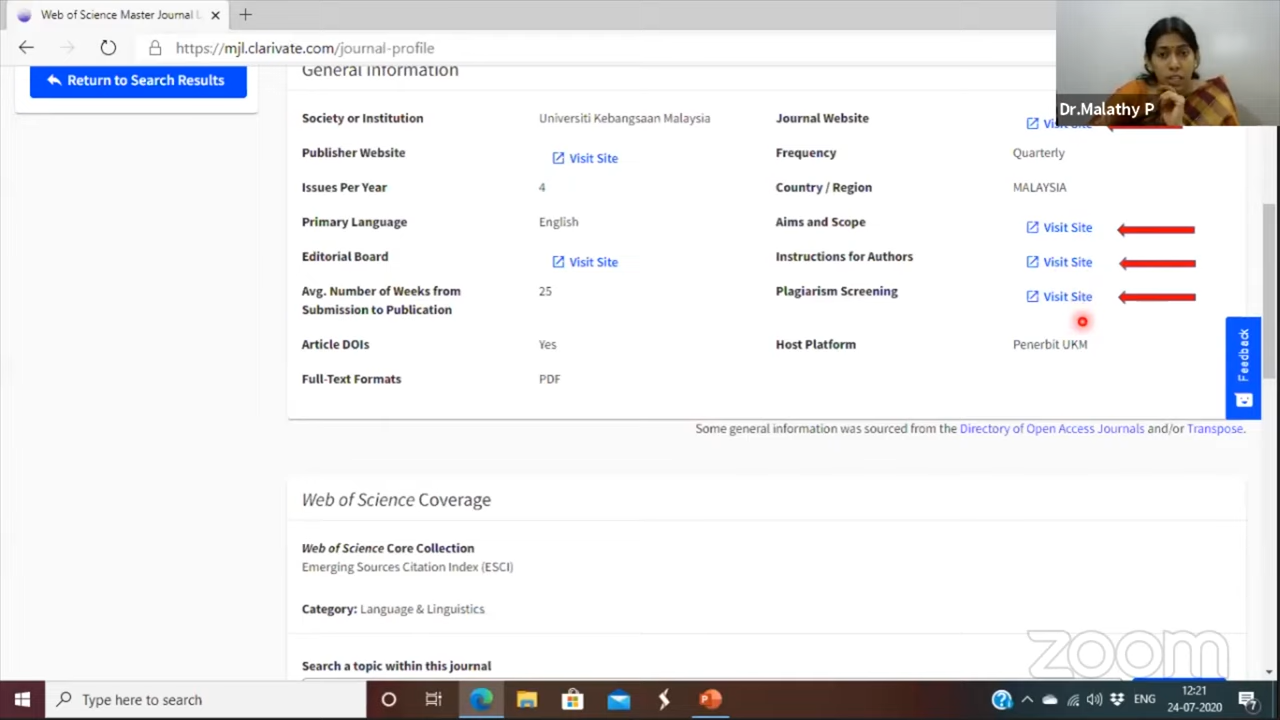 Web of Science Master Journal L
https://mjl.clarivate.com/journal-profile
Dr.Malathy P
Return to Search Results
General Information
Society or Institution Universiti Kebangsaan Malaysia Journal Website Visit Site
Publisher Website Visit Site Frequency Quarterly
Issues Per Year 4 Country / Region MALAYSIA
Primary Language English Aims and Scope Visit Site
Editorial Board Visit Site Instructions for Authors Visit Site
Avg. Number of Weeks from 25 Plagiarism Screening Visit Site
Submission to Publication
Article DOIs Yes Host Platform Penerbit UKM
Full-Text Formats PDF
Feedback
Some general information was sourced from the Directory of Open Access Journals and/or Transpose.
Web of Science Coverage
Web of Science Core Collection
Emerging Sources Citation Index (ESCI)
Category: Language & Linguistics
Search a topic within this journal
zoom
Type here to search
ENG
12:21
24-07-2020
7